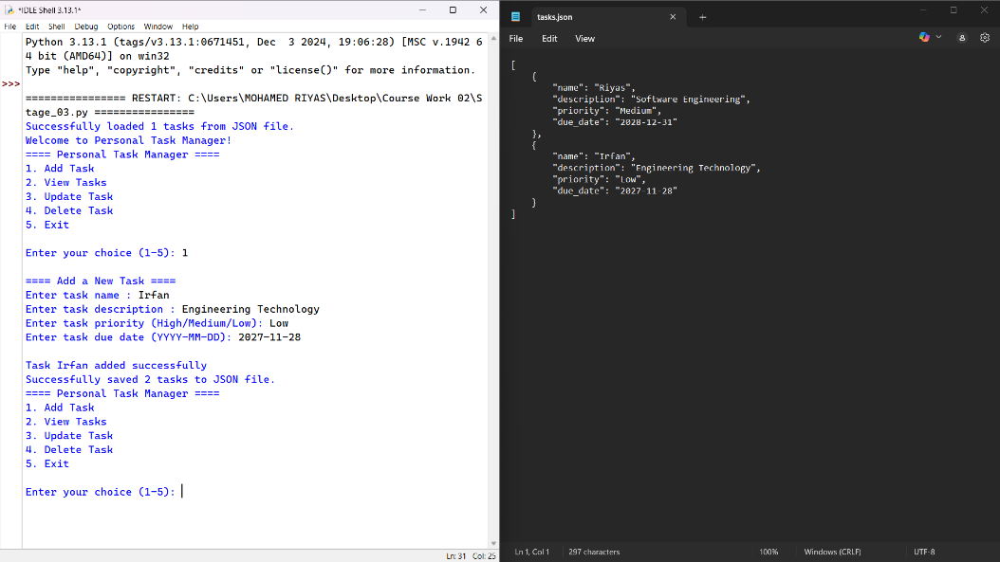 *IDLE Shell 3.13.1*
File Edit Shell Debug Options Window Help
Python 3.13.1 (tags/v3.13.1:0671451, Dec  3 2024, 19:06:28) [MSC v.1942 6
4 bit (AMD64)] on win32
Type "help", "copyright", "credits" or "license()" for more information.
>>>
================ RESTART: C:\Users\MOHAMED RIYAS\Desktop\Course Work 02\S
tage_03.py ================
Successfully loaded 1 tasks from JSON file.
Welcome to Personal Task Manager!
==== Personal Task Manager ====
1. Add Task
2. View Tasks
3. Update Task
4. Delete Task
5. Exit
Enter your choice (1-5): 1
==== Add a New Task ====
Enter task name : Irfan
Enter task description : Engineering Technology
Enter task priority (High/Medium/Low): Low
Enter task due date (YYYY-MM-DD): 2027-11-28
Task Irfan added successfully
Successfully saved 2 tasks to JSON file.
==== Personal Task Manager ====
1. Add Task
2. View Tasks
3. Update Task
4. Delete Task
5. Exit
Enter your choice (1-5):
Ln: 31 Col: 25
tasks.json
File Edit View
[
    {
        "name": "Riyas",
        "description": "Software Engineering",
        "priority": "Medium",
        "due_date": "2028-12-31"
    },
    {
        "name": "Irfan",
        "description": "Engineering Technology",
        "priority": "Low",
        "due_date": "2027-11-28"
    }
]
Ln 1, Col 1 297 characters 100% Windows (CRLF) UTF-8